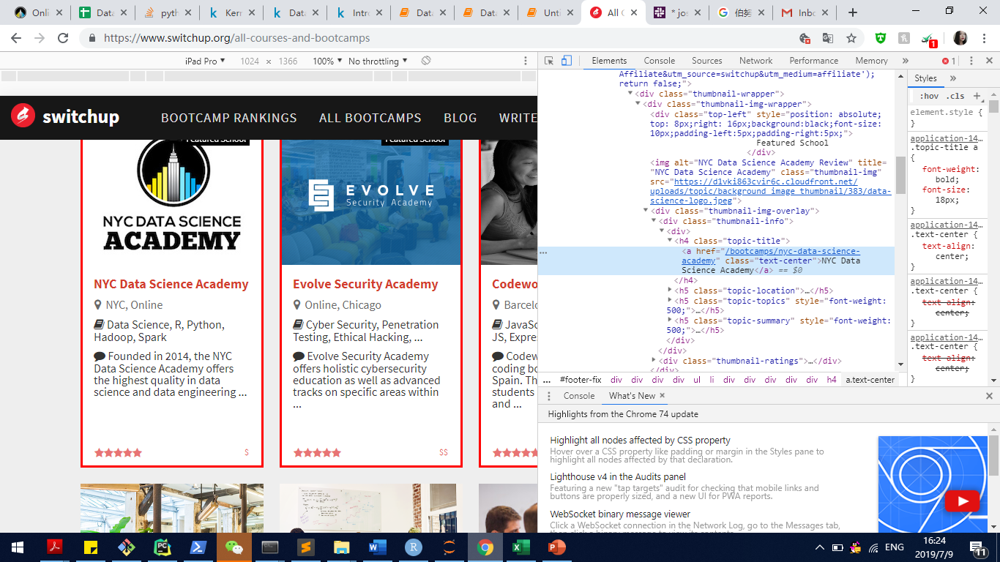 Onli
Data
pyth
Kern
Data
Intro
Data
Data
Unti
All C
* jos
伯努
Inbo
https://www.switchup.org/all-courses-and-bootcamps
1
iPad Pro ▼ 1024 × 1366 100% ▼ No throttling ▼
Elements Console Sources Network Performance Memory » 1
switchup BOOTCAMP RANKINGS ALL BOOTCAMPS BLOG WRITE
Featured School
Featured School
NYC DATA SCIENCE
ACADEMY
EVOLVE
Security Academy
NYC Data Science Academy
NYC, Online
Data Science, R, Python,
Hadoop, Spark
Founded in 2014, the NYC
Data Science Academy offers
the highest quality in data
science and data engineering ...
$
Evolve Security Academy
Online, Chicago
Cyber Security, Penetration
Testing, Ethical Hacking, ...
Evolve Security Academy
offers holistic cybersecurity
education as well as advanced
tracks on specific areas within
...
$$
Codewo
Barcelo
JavaSc
JS, Expre
Codew
coding bo
Spain. Th
students
and ...
Affiliate&utm_source=switchup&utm_medium=affiliate');
return false;">
<div class="thumbnail-wrapper">
<div class="thumbnail-img-wrapper">
<div class="top-left" style="position: absolute;
top: 8px;right: 16px;background:black;font-size:
10px;padding-left:5px;padding-right:5px;">
Featured School
</div>
<img alt="NYC Data Science Academy Review" title=
"NYC Data Science Academy" class="thumbnail-img"
src="https://d1vki863cvir6c.cloudfront.net/
uploads/topic/background_image_thumbnail/383/data-
science-logo.jpeg">
<div class="thumbnail-img-overlay">
<div class="thumbnail-info">
<div>
<h4 class="topic-title">
... <a href="/bootcamps/nyc-data-science-
academy" class="text-center">NYC Data
Science Academy</a> == $0
</h4>
<h5 class="topic-location">…</h5>
<h5 class="topic-topics" style="font-weight:
500;">…</h5>
<h5 class="topic-summary" style="font-weight:
500;">…</h5>
</div>
</div>
<div class="thumbnail-ratings">…</div>
</div>
... #footer-fix div div div div ul li div div div div div h4 a.text-center
Styles »
:hov .cls +
element.style {
}
application-14…
.topic-title a
{
font-weight:
bold;
font-size:
18px;
}
application-14…
.text-center {
text-align:
center;
}
application-14…
.text-center {
text-align:
center;
}
application-14…
.text-center {
text-align:
center;
}
Console What's New ×
Highlights from the Chrome 74 update
Highlight all nodes affected by CSS property
Hover over a CSS property like padding or margin in the Styles pane to
highlight all nodes affected by that declaration.
Lighthouse v4 in the Audits panel
Featuring a new "tap targets" audit for checking that mobile links and
buttons are properly sized, and a new UI for PWA reports.
WebSocket binary message viewer
Click a WebSocket connection in the Network Log, go to the Messages tab,
ENG
16:24
2019/7/9
11